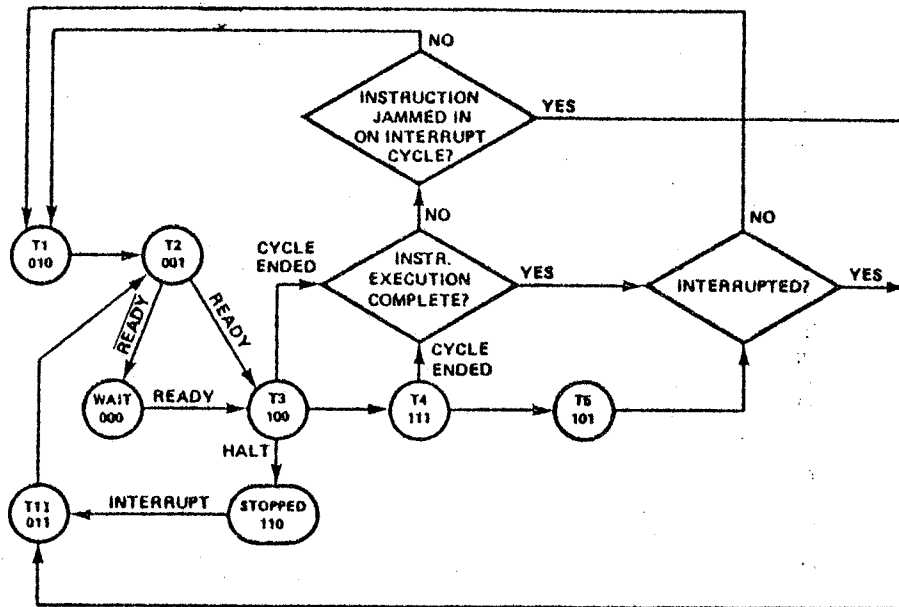 NO
NO
INSTRUCTION
JAMMED IN
ON INTERRUPT
CYCLE?
YES
NO
T1
010
T2
001
CYCLE
ENDED
INSTR.
EXECUTION
COMPLETE?
YES
INTERRUPTED?
YES
READY
READY
CYCLE
ENDED
WAIT
000
READY
T3
100
T4
111
T5
101
HALT
T1I
011
INTERRUPT
STOPPED
110